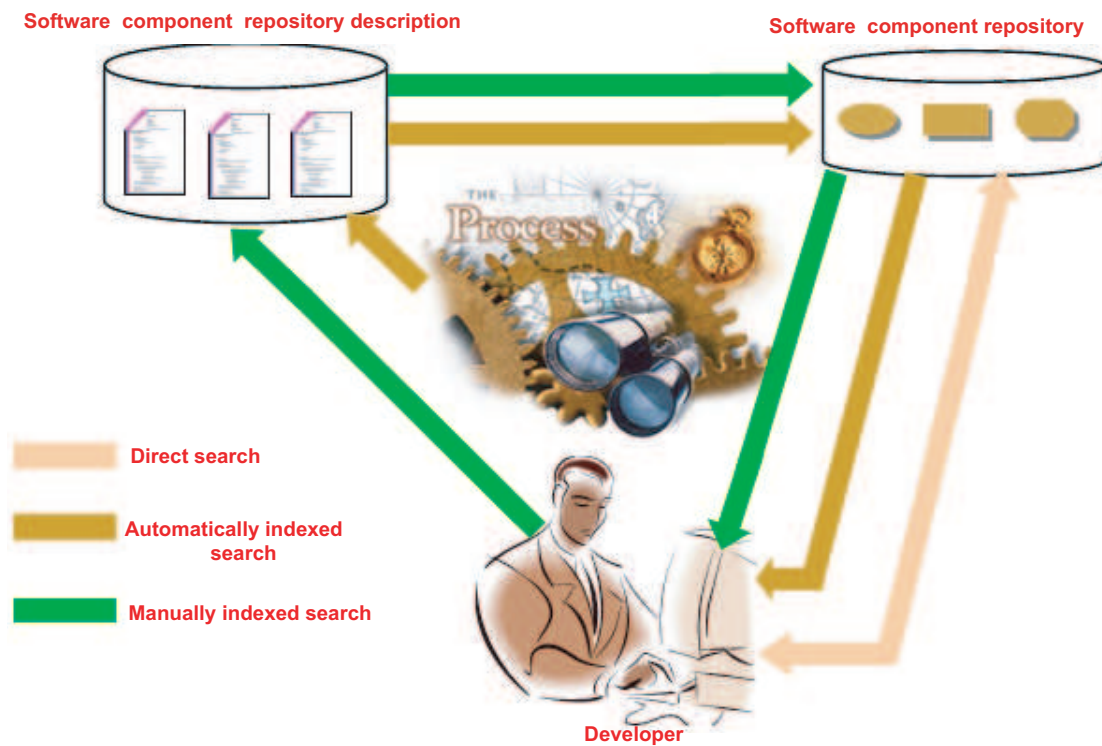 Software component repository description
Software component repository
THE
Process
Direct search
Automatically indexed
search
Manually indexed search
Developer